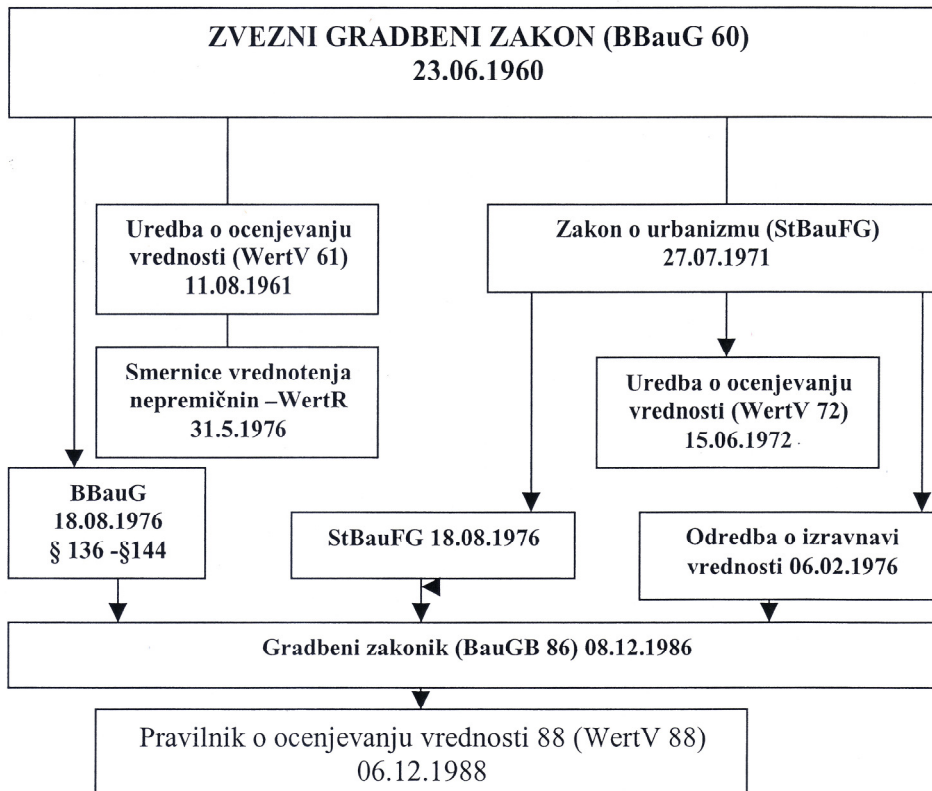 ZVEZNI GRADBENI ZAKON (BBauG 60)
23.06.1960
Uredba o ocenjevanju
vrednosti (WertV 61)
11.08.1961
Zakon o urbanizmu (StBauFG)
27.07.1971
Smernice vrednotenja
nepremičnin –WertR
31.5.1976
Uredba o ocenjevanju
vrednosti (WertV 72)
15.06.1972
BBauG
18.08.1976
§ 136 -§144
StBauFG 18.08.1976
Odredba o izravnavi
vrednosti 06.02.1976
Gradbeni zakonik (BauGB 86) 08.12.1986
Pravilnik o ocenjevanju vrednosti 88 (WertV 88)
06.12.1988